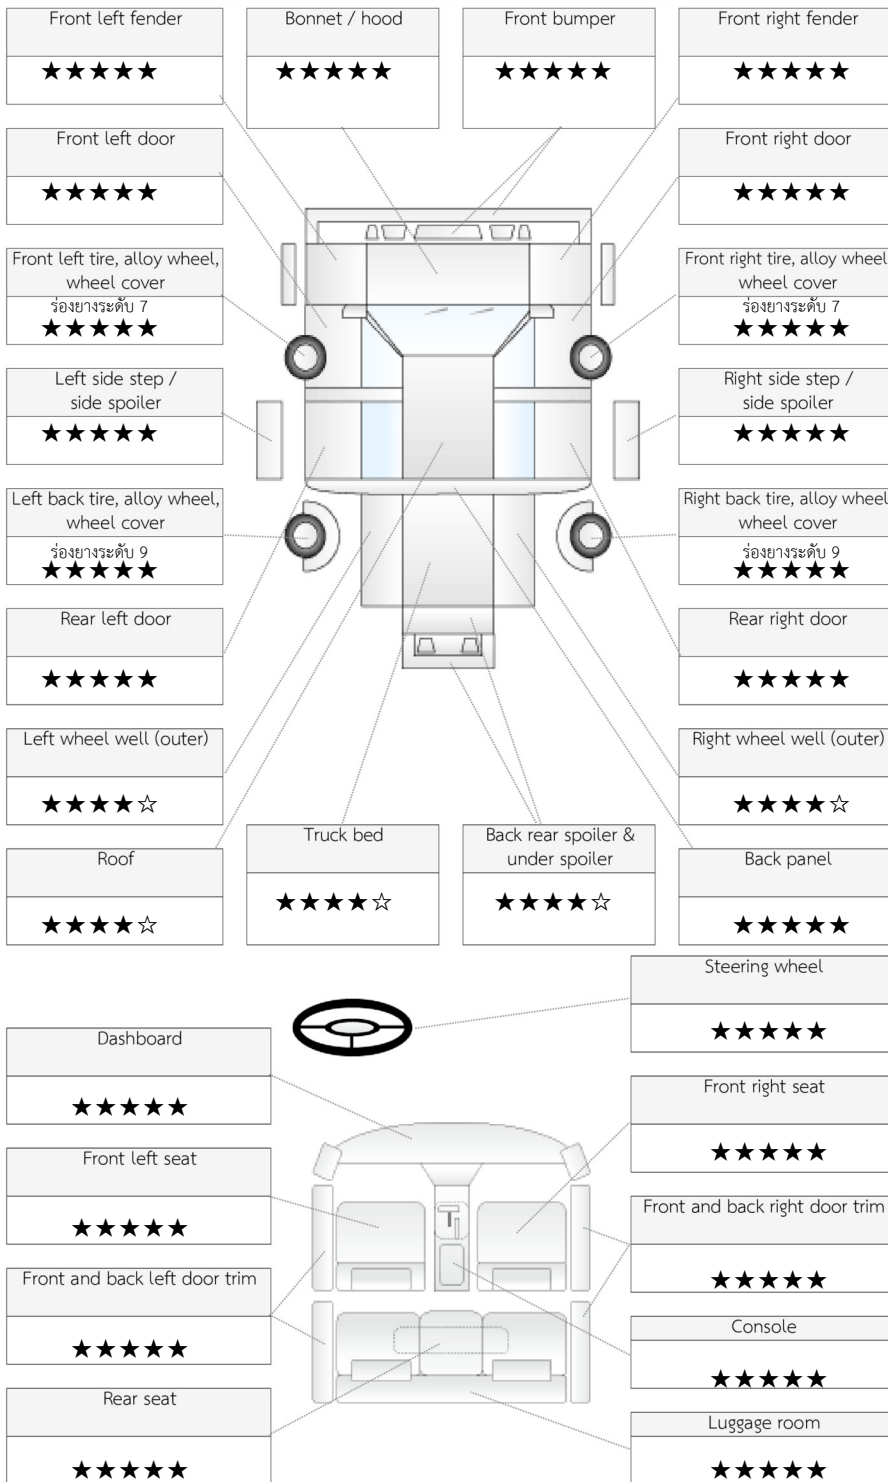 Front left fender
★★★★★
Bonnet / hood
★★★★★
Front bumper
★★★★★
Front right fender
★★★★★
Front left door
★★★★★
Front right door
★★★★★
Front left tire, alloy wheel,
wheel cover
ร่องยางระดับ 7
★★★★★
Front right tire, alloy wheel
wheel cover
ร่องยางระดับ 7
★★★★★
Left side step /
side spoiler
★★★★★
Right side step /
side spoiler
★★★★★
Left back tire, alloy wheel,
wheel cover
ร่องยางระดับ 9
★★★★★
Right back tire, alloy wheel
wheel cover
ร่องยางระดับ 9
★★★★★
Rear left door
★★★★★
Rear right door
★★★★★
Left wheel well (outer)
★★★★☆
Right wheel well (outer)
★★★★☆
Roof
★★★★☆
Truck bed
★★★★☆
Back rear spoiler &
under spoiler
★★★★☆
Back panel
★★★★★
Steering wheel
★★★★★
Dashboard
★★★★★
Front right seat
★★★★★
Front left seat
★★★★★
Front and back right door trim
★★★★★
Front and back left door trim
★★★★★
Console
★★★★★
Rear seat
★★★★★
Luggage room
★★★★★